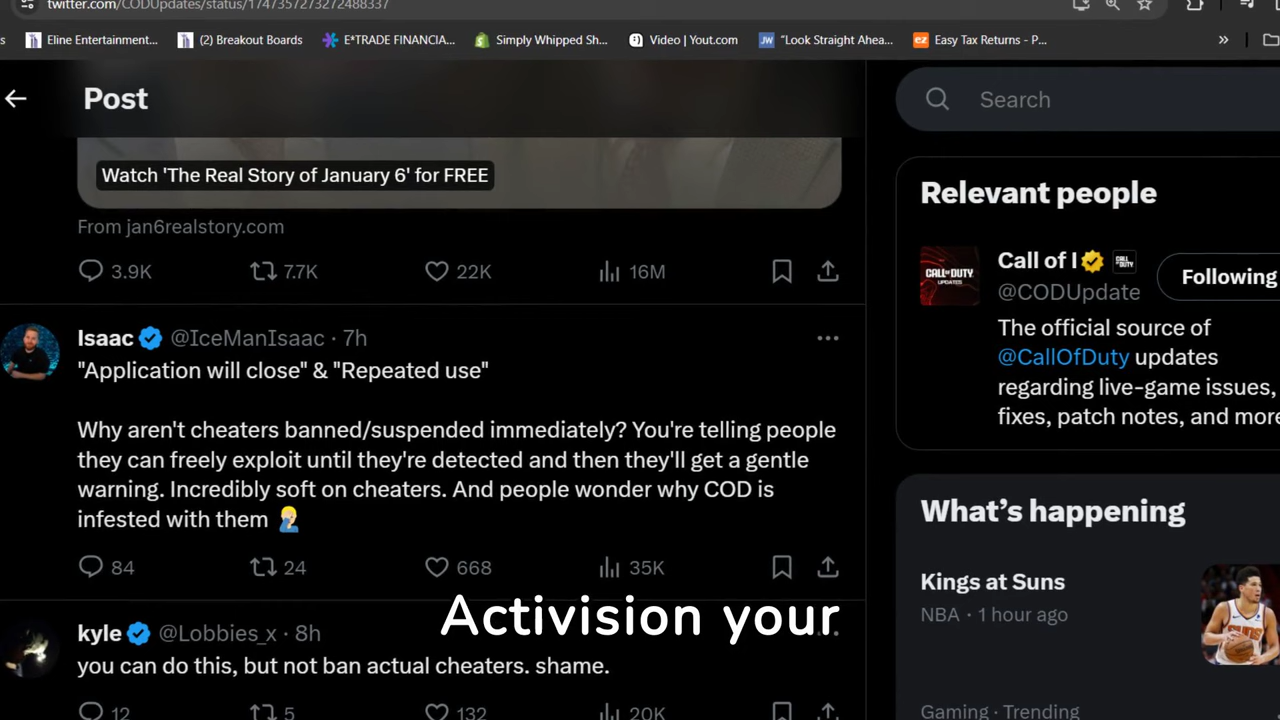 twitter.com/CODUpdates/status/1747357273272488337
Eline Entertainment... (2) Breakout Boards E*TRADE FINANCIA... Simply Whipped Sh... Video | Yout.com "Look Straight Ahea... Easy Tax Returns - P... »
Post
Search
Watch 'The Real Story of January 6' for FREE
From jan6realstory.com
3.9K 7.7K 22K 16M
Isaac @IceManIsaac · 7h
"Application will close" & "Repeated use"
Why aren't cheaters banned/suspended immediately? You're telling people
they can freely exploit until they're detected and then they'll get a gentle
warning. Incredibly soft on cheaters. And people wonder why COD is
infested with them 🤦
84 24 668 35K
Activision your
kyle @Lobbies_x · 8h
you can do this, but not ban actual cheaters. shame.
12 5 132 20K
Relevant people
CALL OF DUTY
UPDATES
Call of
@CODUpdate
Following
The official source of
@CallOfDuty updates
regarding live-game issues,
fixes, patch notes, and more
What's happening
Kings at Suns
NBA · 1 hour ago
Gaming · Trending